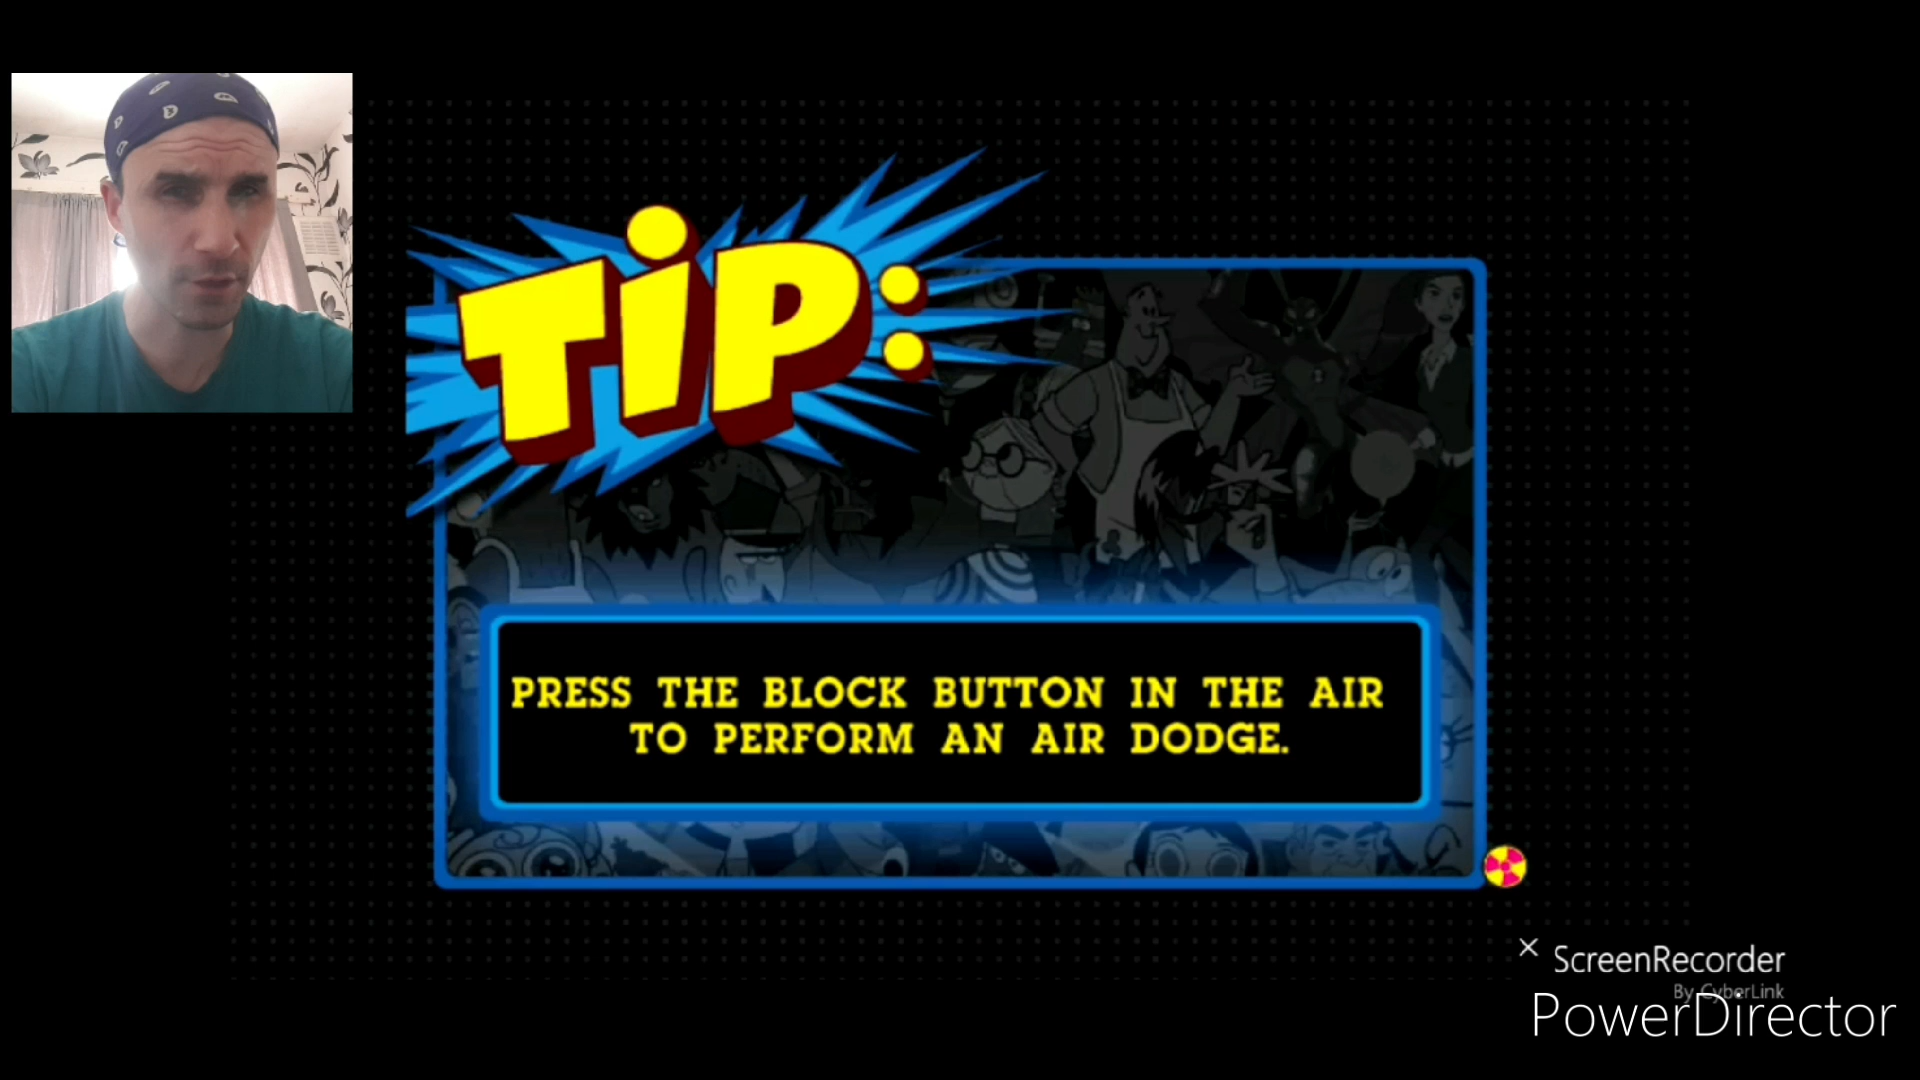 TiP:
PRESS THE BLOCK BUTTON IN THE AIR
TO PERFORM AN AIR DODGE.
ScreenRecorder
By CyberLink
PowerDirector